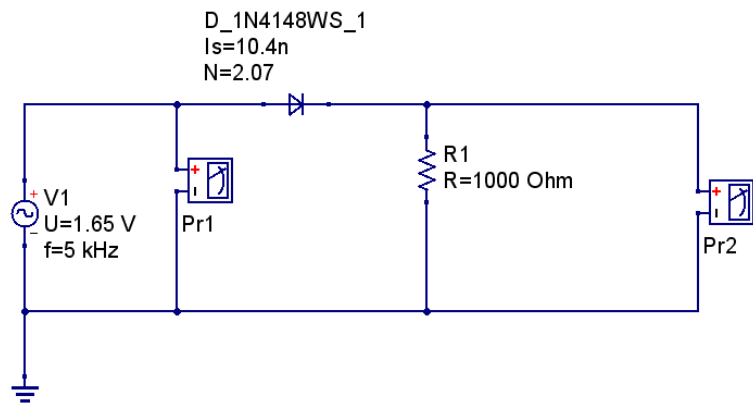 D_1N4148WS_1
Is=10.4n
N=2.07
V1
U=1.65 V
f=5 kHz
Pr1
R1
R=1000 Ohm
Pr2